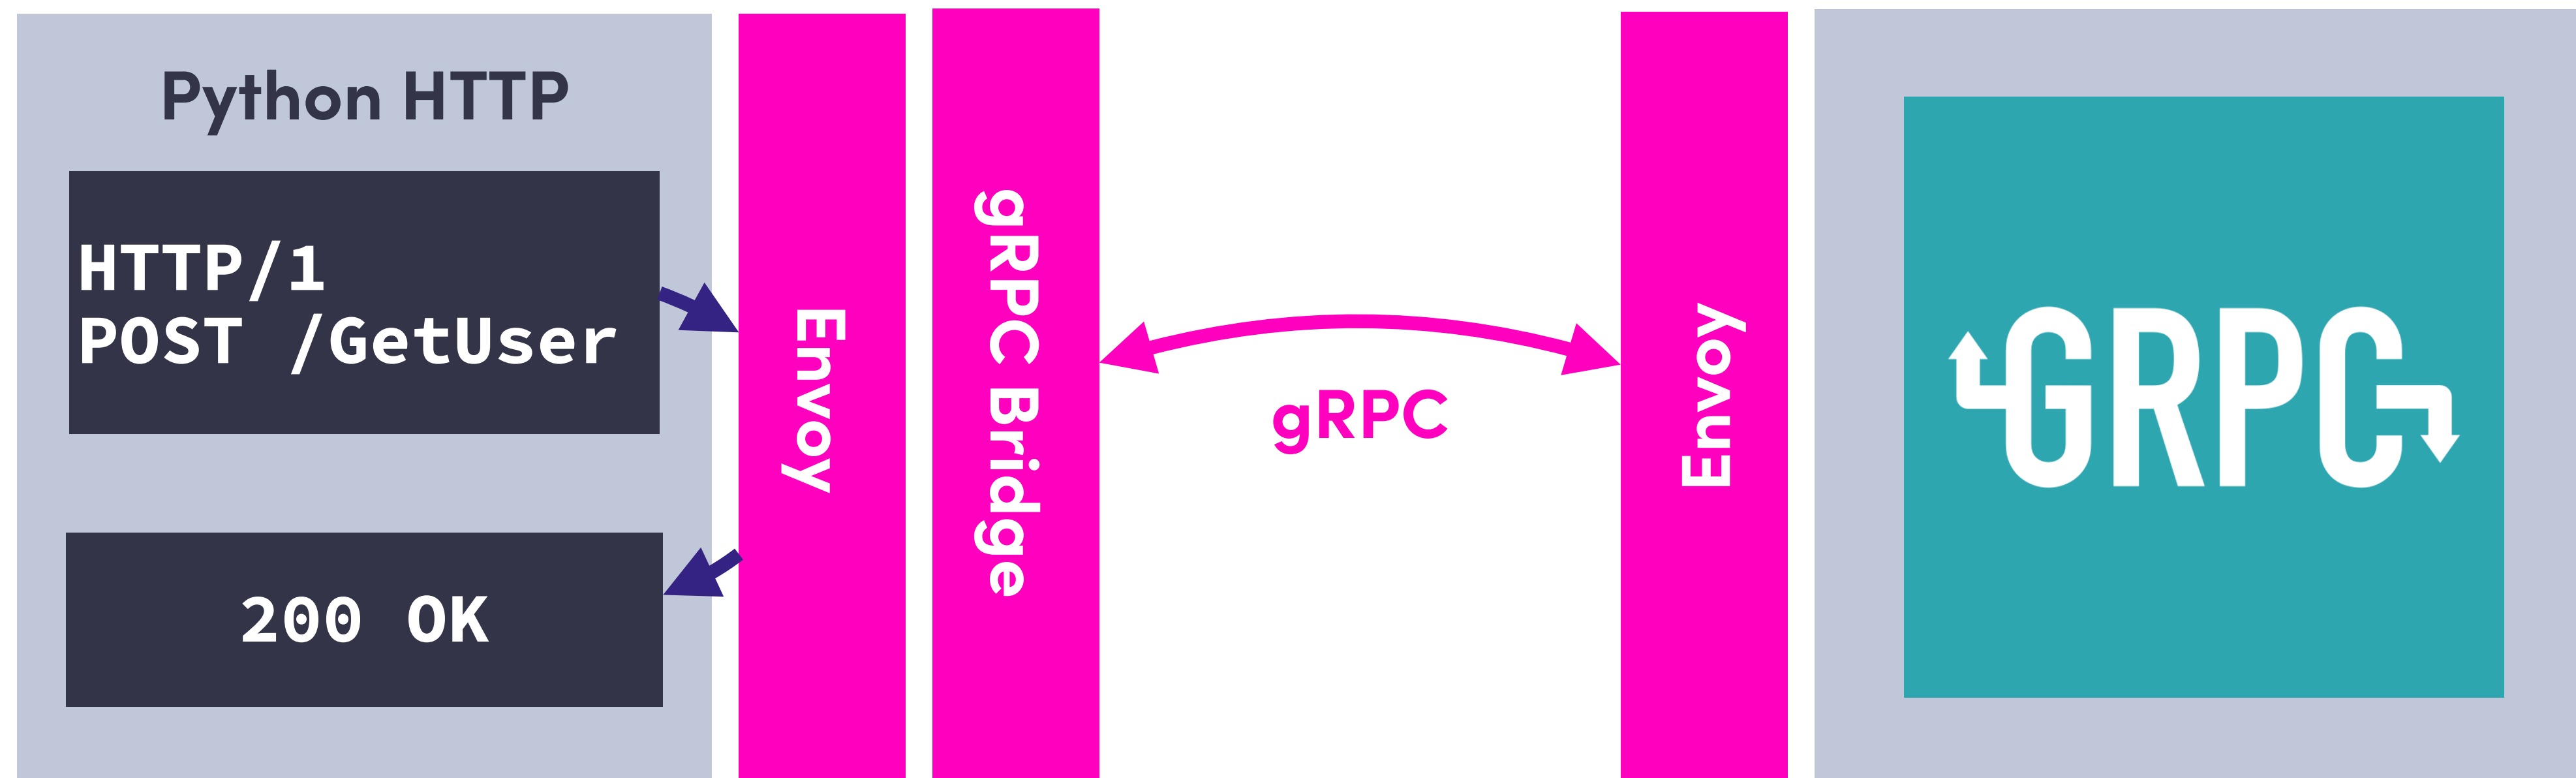 Python HTTP
HTTP/1
POST /GetUser
200 OK
Envoy
gRPC Bridge
gRPC
Envoy
GRPC